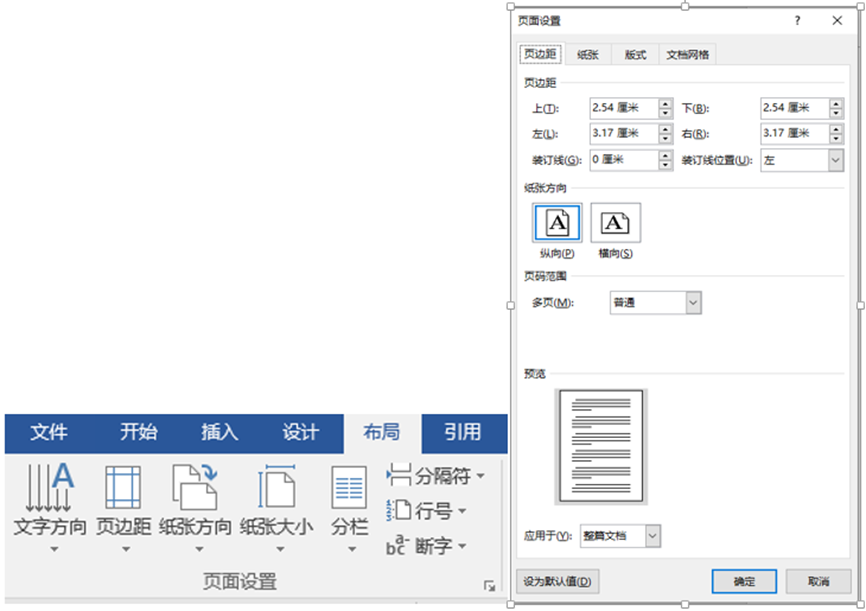 文件 开始 插入 设计 布局 引用
文字方向 页边距 纸张方向 纸张大小 分栏
分隔符
行号
bc a- 断字
页面设置
页面设置 ? ×
页边距 纸张 版式 文档网格
页边距
上(T): 2.54 厘米 下(B): 2.54 厘米
左(L): 3.17 厘米 右(R): 3.17 厘米
装订线(G): 0 厘米 装订线位置(U): 左
纸张方向
A A
纵向(P) 横向(S)
页码范围
多页(M): 普通
预览
应用于(Y): 整篇文档
设为默认值(D) 确定 取消